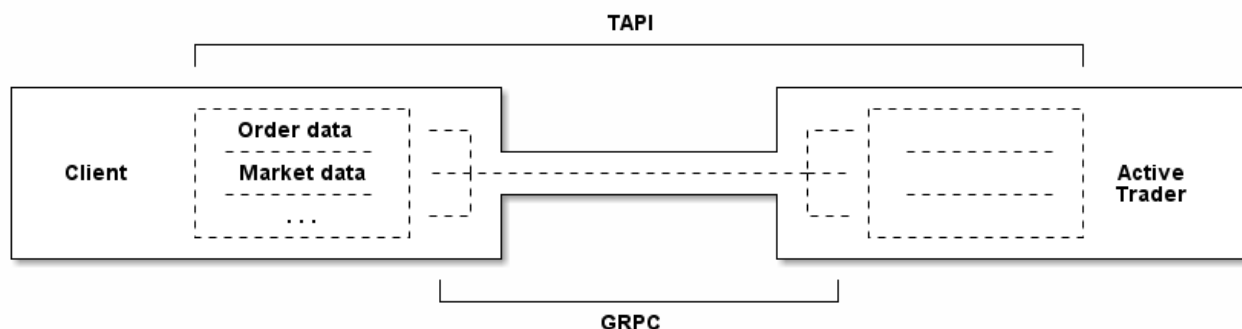 TAPI
Order data
Client
Market data
. . .
Active
Trader
GRPC